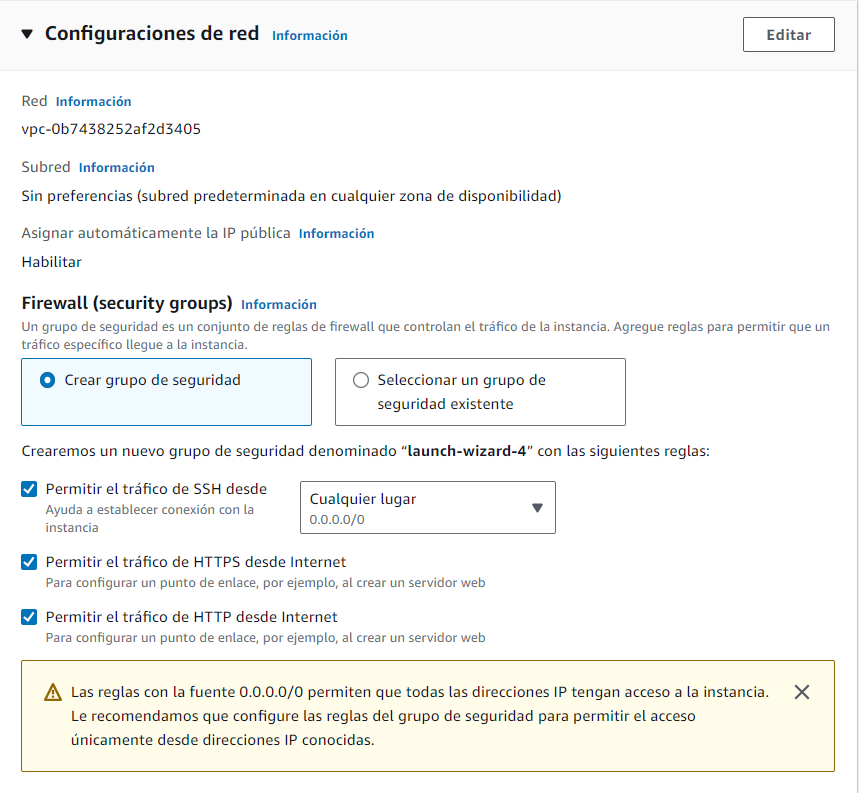 Configuraciones de red Información
Editar
Red Información
vpc-0b7438252af2d3405
Subred Información
Sin preferencias (subred predeterminada en cualquier zona de disponibilidad)
Asignar automáticamente la IP pública Información
Habilitar
Firewall (security groups) Información
Un grupo de seguridad es un conjunto de reglas de firewall que controlan el tráfico de la instancia. Agregue reglas para permitir que un
tráfico específico llegue a la instancia.
Crear grupo de seguridad
Seleccionar un grupo de
seguridad existente
Crearemos un nuevo grupo de seguridad denominado “launch-wizard-4” con las siguientes reglas:
Permitir el tráfico de SSH desde
Ayuda a establecer conexión con la
instancia
Cualquier lugar
0.0.0.0/0
Permitir el tráfico de HTTPS desde Internet
Para configurar un punto de enlace, por ejemplo, al crear un servidor web
Permitir el tráfico de HTTP desde Internet
Para configurar un punto de enlace, por ejemplo, al crear un servidor web
Las reglas con la fuente 0.0.0.0/0 permiten que todas las direcciones IP tengan acceso a la instancia.
Le recomendamos que configure las reglas del grupo de seguridad para permitir el acceso
únicamente desde direcciones IP conocidas.